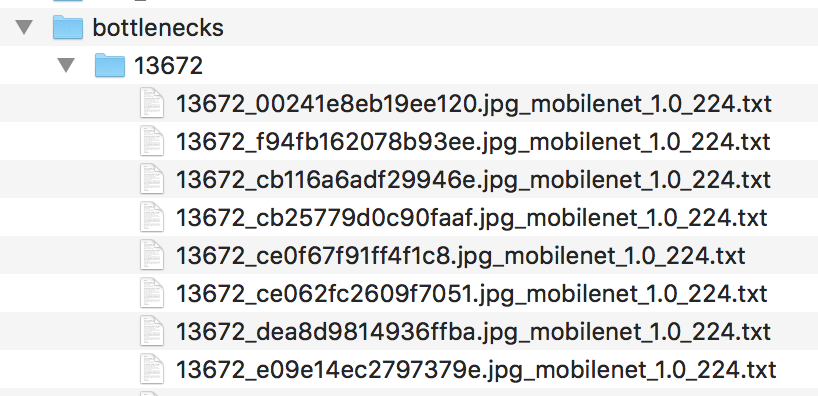 bottlenecks
13672
13672_00241e8eb19ee120.jpg_mobilenet_1.0_224.txt
13672_f94fb162078b93ee.jpg_mobilenet_1.0_224.txt
13672_cb116a6adf29946e.jpg_mobilenet_1.0_224.txt
13672_cb25779d0c90faaf.jpg_mobilenet_1.0_224.txt
13672_ce0f67f91ff4f1c8.jpg_mobilenet_1.0_224.txt
13672_ce062fc2609f7051.jpg_mobilenet_1.0_224.txt
13672_dea8d9814936ffba.jpg_mobilenet_1.0_224.txt
13672_e09e14ec2797379e.jpg_mobilenet_1.0_224.txt